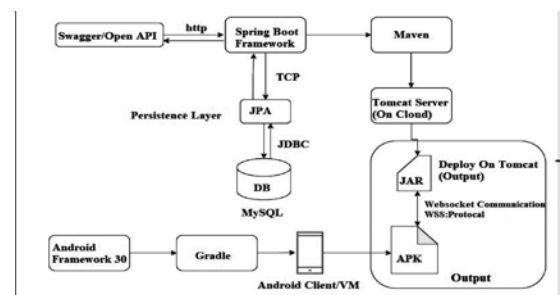 http
Swagger/Open API
Spring Boot
Framework
Maven
TCP
Persistence Layer
JPA
Tomcat Server
(On Cloud)
JDBC
DB
MySQL
Deploy On Tomcat
(Output)
JAR
Websocket Communication
WSS:Protocal
Android
Framework 30
Gradle
Android Client/VM
APK
Output